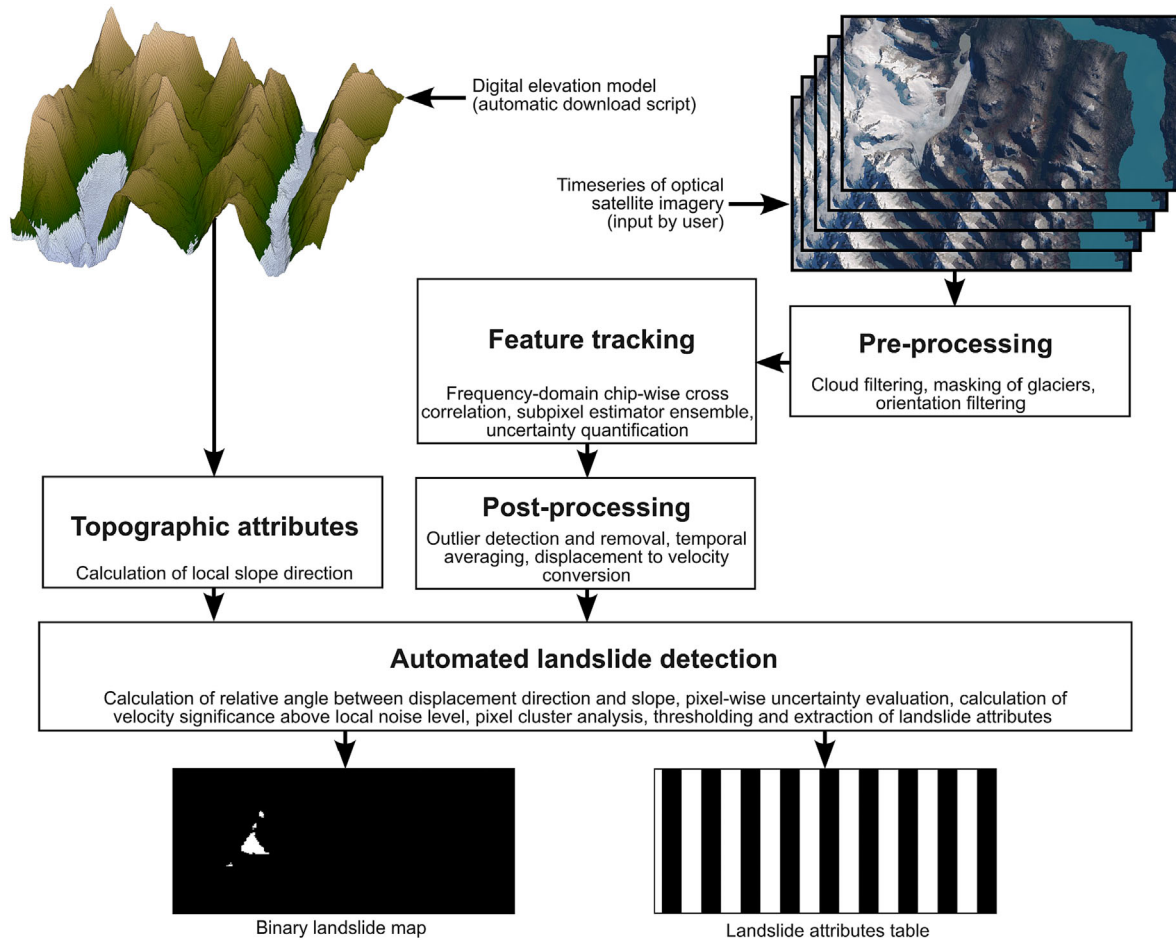 Digital elevation model
(automatic download script)
Timeseries of optical
satellite imagery
(input by user)
Feature tracking
Frequency-domain chip-wise cross
correlation, subpixel estimator ensemble,
uncertainty quantification
Pre-processing
Cloud filtering, masking of glaciers,
orientation filtering
Topographic attributes
Calculation of local slope direction
Post-processing
Outlier detection and removal, temporal
averaging, displacement to velocity
conversion
Automated landslide detection
Calculation of relative angle between displacement direction and slope, pixel-wise uncertainty evaluation, calculation of
velocity significance above local noise level, pixel cluster analysis, thresholding and extraction of landslide attributes
Binary landslide map
Landslide attributes table